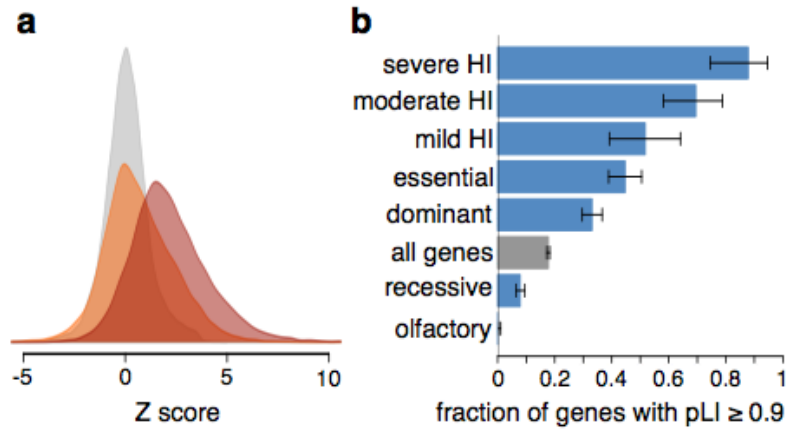 a
-5 0 5 10
Z score
b
severe HI
moderate HI
mild HI
essential
dominant
all genes
recessive
olfactory
0 0.2 0.4 0.6 0.8 1
fraction of genes with pLI ≥ 0.9